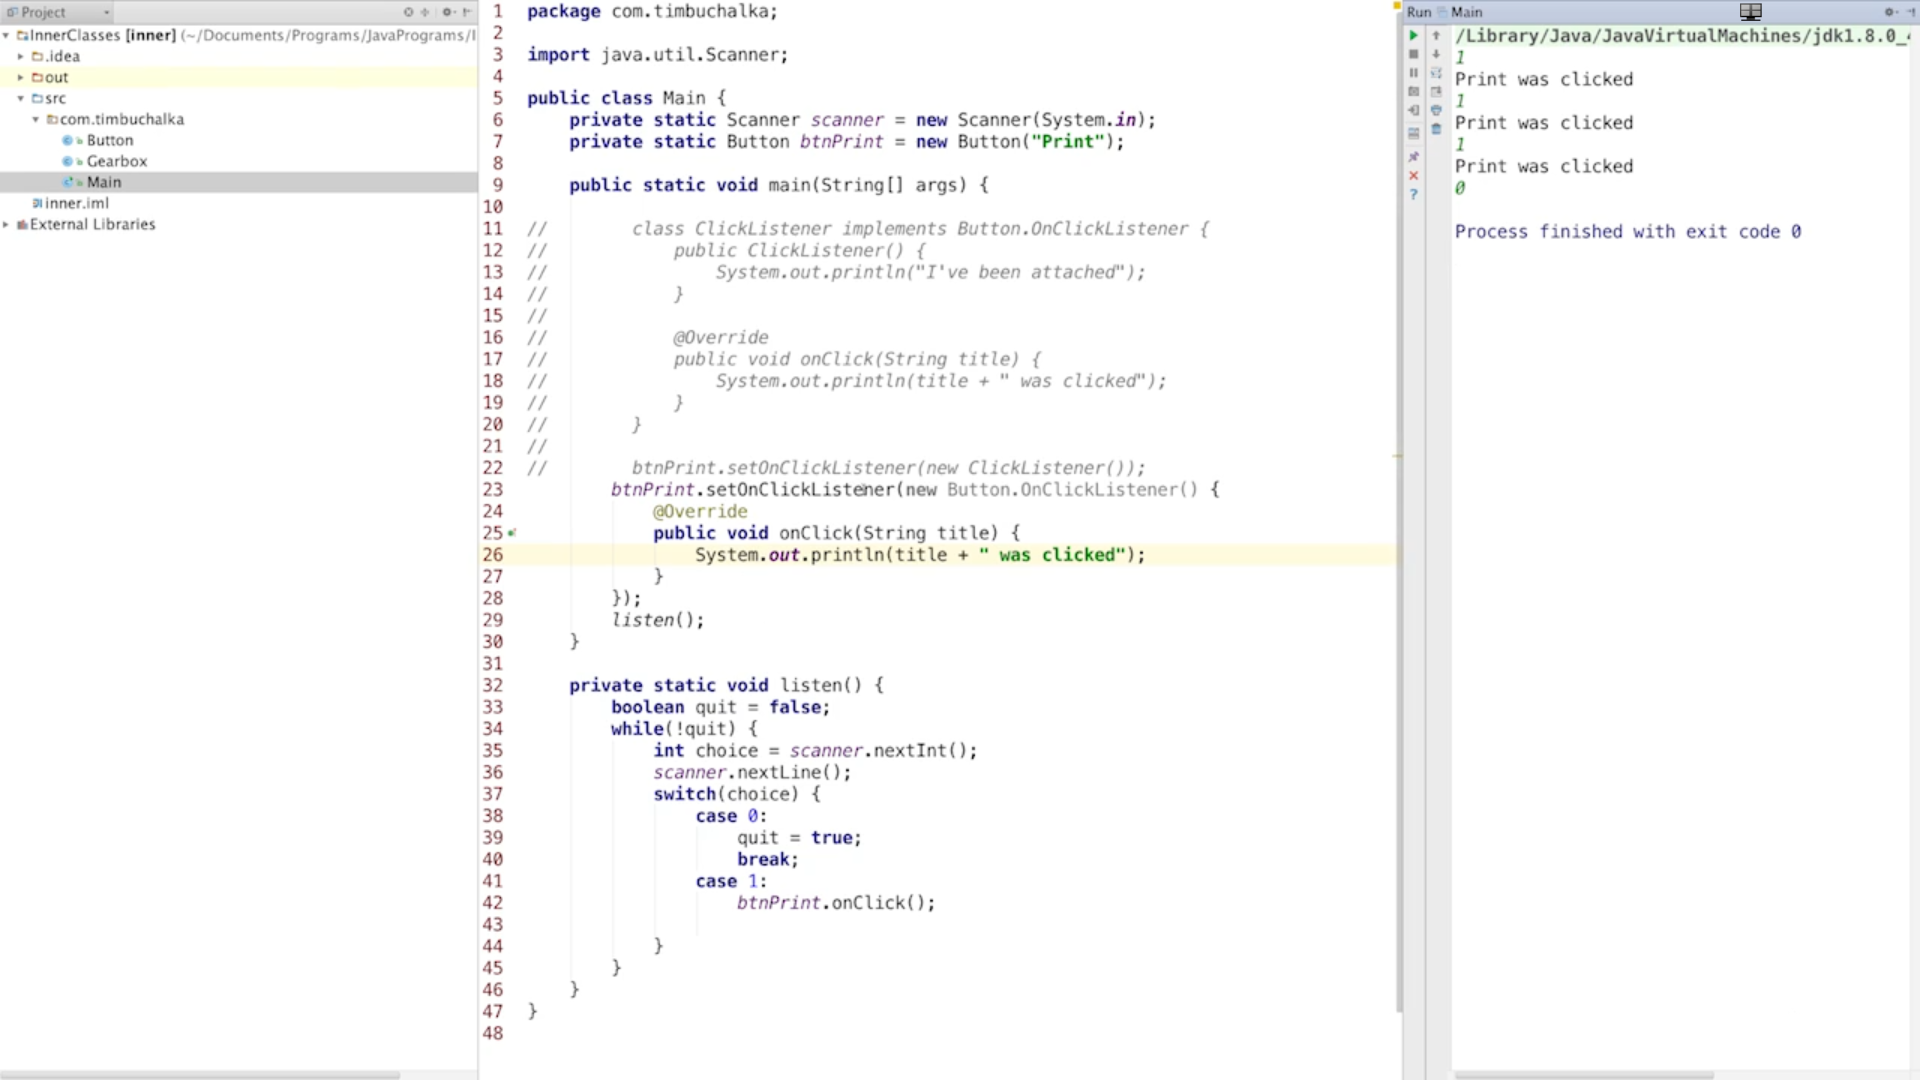 Project
InnerClasses [inner] (~/Documents/Programs/JavaPrograms/I
.idea
out
src
com.timbuchalka
Button
Gearbox
Main
inner.iml
External Libraries
1 package com.timbuchalka;
2
3 import java.util.Scanner;
4
5 public class Main {
6     private static Scanner scanner = new Scanner(System.in);
7     private static Button btnPrint = new Button("Print");
8
9     public static void main(String[] args) {
10
11 //        class ClickListener implements Button.OnClickListener {
12 //            public ClickListener() {
13 //                System.out.println("I've been attached");
14 //            }
15 //
16 //            @Override
17 //            public void onClick(String title) {
18 //                System.out.println(title + " was clicked");
19 //            }
20 //        }
21 //
22 //        btnPrint.setOnClickListener(new ClickListener());
23         btnPrint.setOnClickListener(new Button.OnClickListener() {
24             @Override
25             public void onClick(String title) {
26                 System.out.println(title + " was clicked");
27             }
28         });
29         listen();
30     }
31
32     private static void listen() {
33         boolean quit = false;
34         while(!quit) {
35             int choice = scanner.nextInt();
36             scanner.nextLine();
37             switch(choice) {
38                 case 0:
39                     quit = true;
40                     break;
41                 case 1:
42                     btnPrint.onClick();
43
44             }
45         }
46     }
47 }
48
Run Main
/Library/Java/JavaVirtualMachines/jdk1.8.0_
1
Print was clicked
1
Print was clicked
1
Print was clicked
0
Process finished with exit code 0